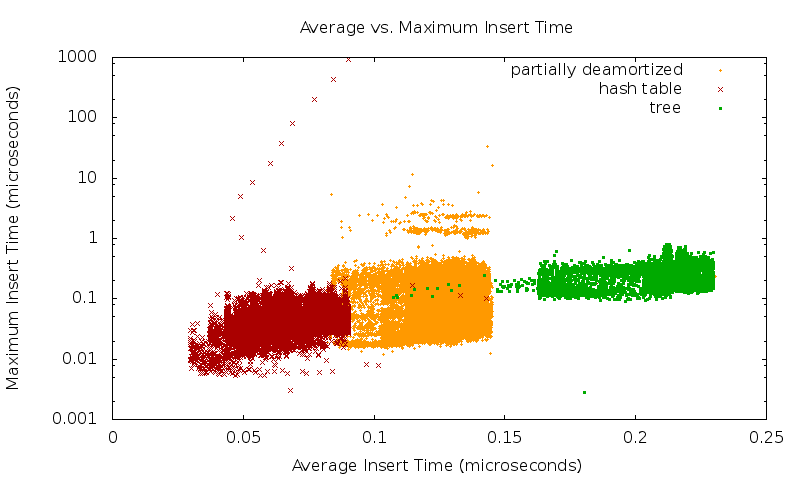 Average vs. Maximum Insert Time
partially deamortized
hash table
tree
Maximum Insert Time (microseconds)
1000
100
10
1
0.1
0.01
0.001
0
0.05
0.1
0.15
0.2
0.25
Average Insert Time (microseconds)